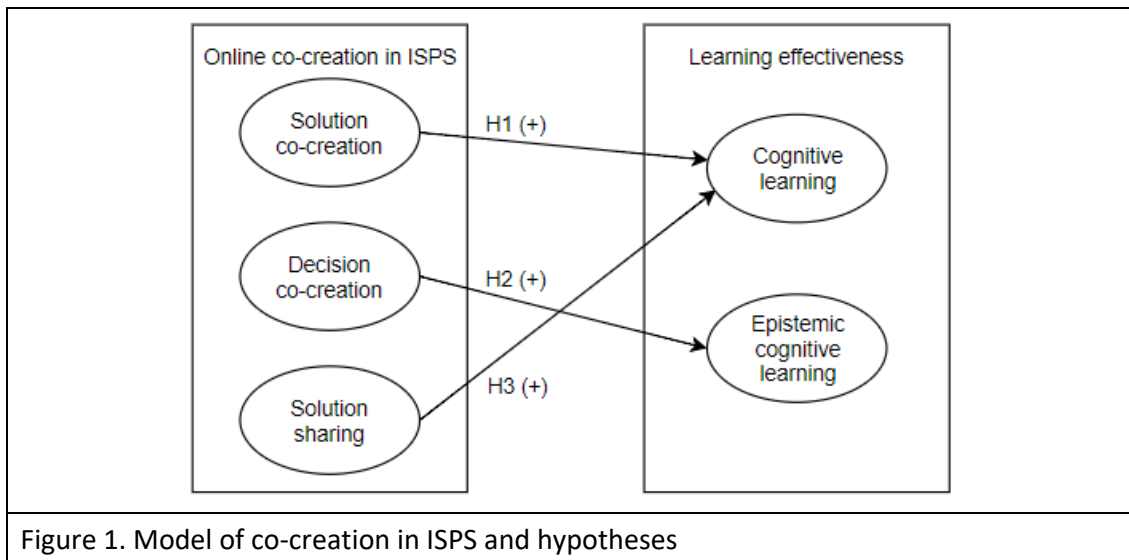 Online co-creation in ISPS
Solution
co-creation
Decision
co-creation
Solution
sharing
H1 (+)
H2 (+)
H3 (+)
Learning effectiveness
Cognitive
learning
Epistemic
cognitive
learning
Figure 1. Model of co-creation in ISPS and hypotheses